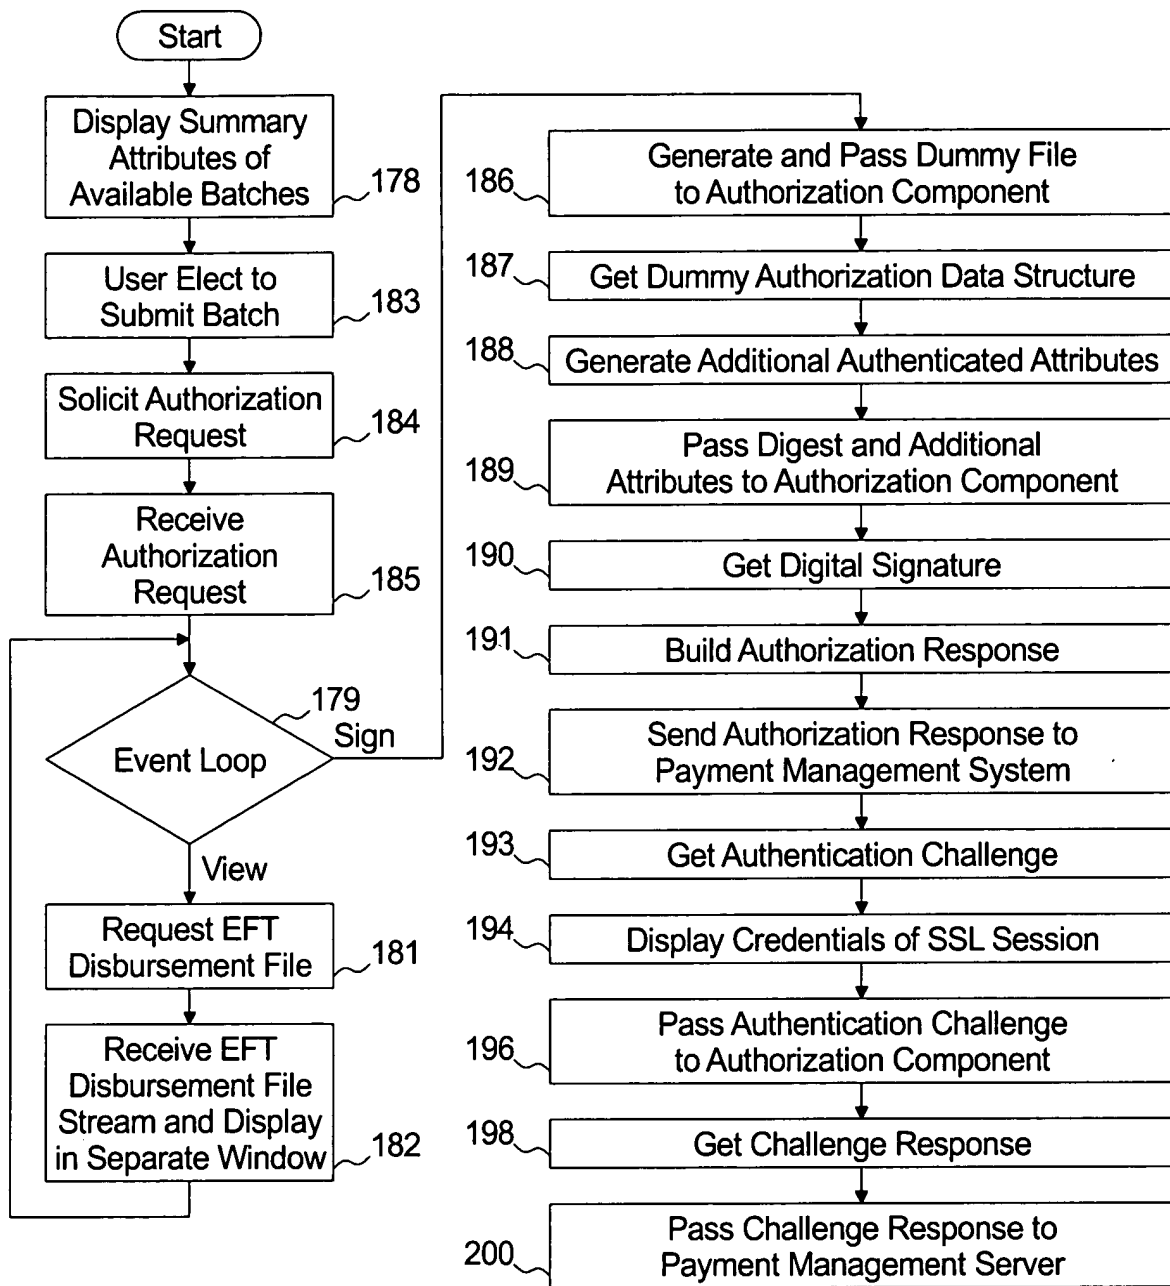 Start
Display Summary
Attributes of
Available Batches
178
User Elect to
Submit Batch
183
Solicit Authorization
Request
184
Receive
Authorization
Request
185
Event Loop
179
Sign
View
Request EFT
Disbursement File
181
Receive EFT
Disbursement File
Stream and Display
in Separate Window
182
Generate and Pass Dummy File
to Authorization Component
186
Get Dummy Authorization Data Structure
187
Generate Additional Authenticated Attributes
188
Pass Digest and Additional
Attributes to Authorization Component
189
Get Digital Signature
190
Build Authorization Response
191
Send Authorization Response to
Payment Management System
192
Get Authentication Challenge
193
Display Credentials of SSL Session
194
Pass Authentication Challenge
to Authorization Component
196
Get Challenge Response
198
Pass Challenge Response to
Payment Management Server
200